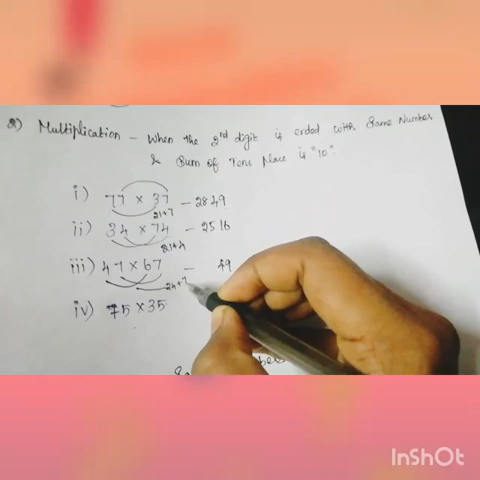 2) Multiplication - When the 2nd digit is ended with Same Number
& Sum of Tens place is "10".
i) 77 × 37 - 2849
21+7
ii) 34 × 74 - 2516
21+4
iii) 47 × 67 - 49
24+7
iv) 75 × 35
InShOt